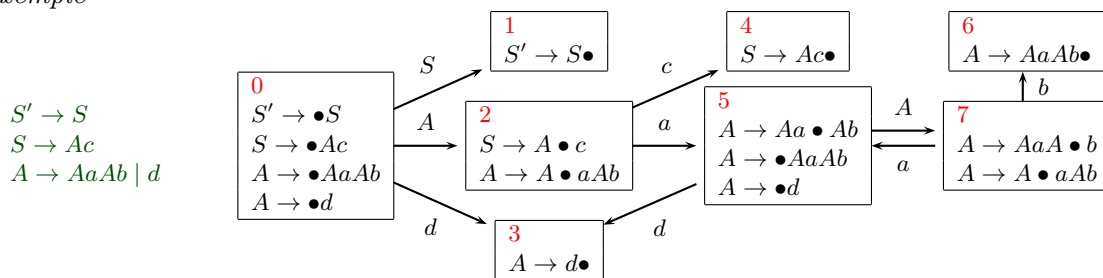 S' → S
S → Ac
A → AaAb | d
0
S' → •S
S → •Ac
A → •AaAb
A → •d
S
A
d
1
S' → S•
2
S → A • c
A → A • aAb
3
A → d•
c
a
4
S → Ac•
5
A → Aa • Ab
A → •AaAb
A → •d
d
A
a
6
A → AaAb•
b
7
A → AaA • b
A → A • aAb